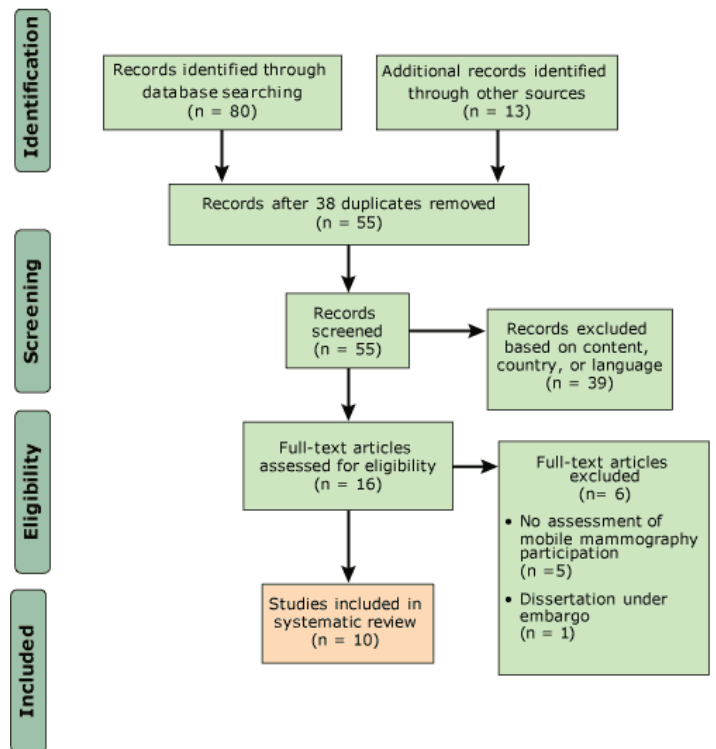 Identification
Records identified through
database searching
(n = 80)
Additional records identified
through other sources
(n = 13)
Records after 38 duplicates removed
(n = 55)
Screening
Records
screened
(n = 55)
Records excluded
based on content,
country, or language
(n = 39)
Eligibility
Full-text articles
assessed for eligibility
(n = 16)
Full-text articles
excluded
(n= 6)
• No assessment of
mobile mammography
participation
(n =5)
• Dissertation under
embargo
(n = 1)
Included
Studies included in
systematic review
(n = 10)